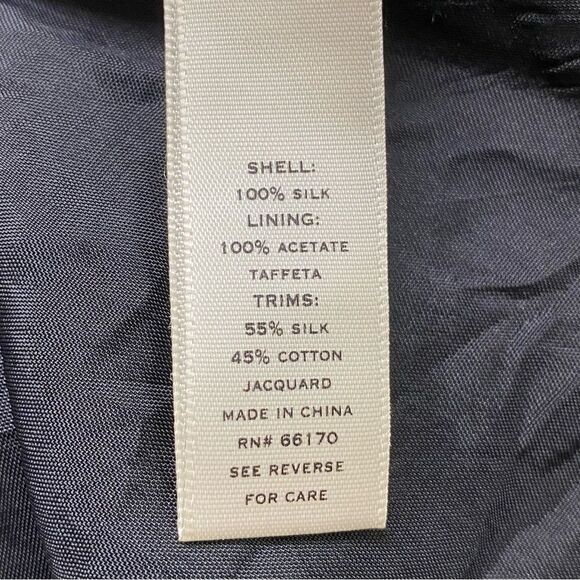 SHELL:
100% SILK
LINING:
100% ACETATE
TAFFETA
TRIMS:
55% SILK
45% COTTON
JACQUARD
MADE IN CHINA
RN# 66170
SEE REVERSE
FOR CARE